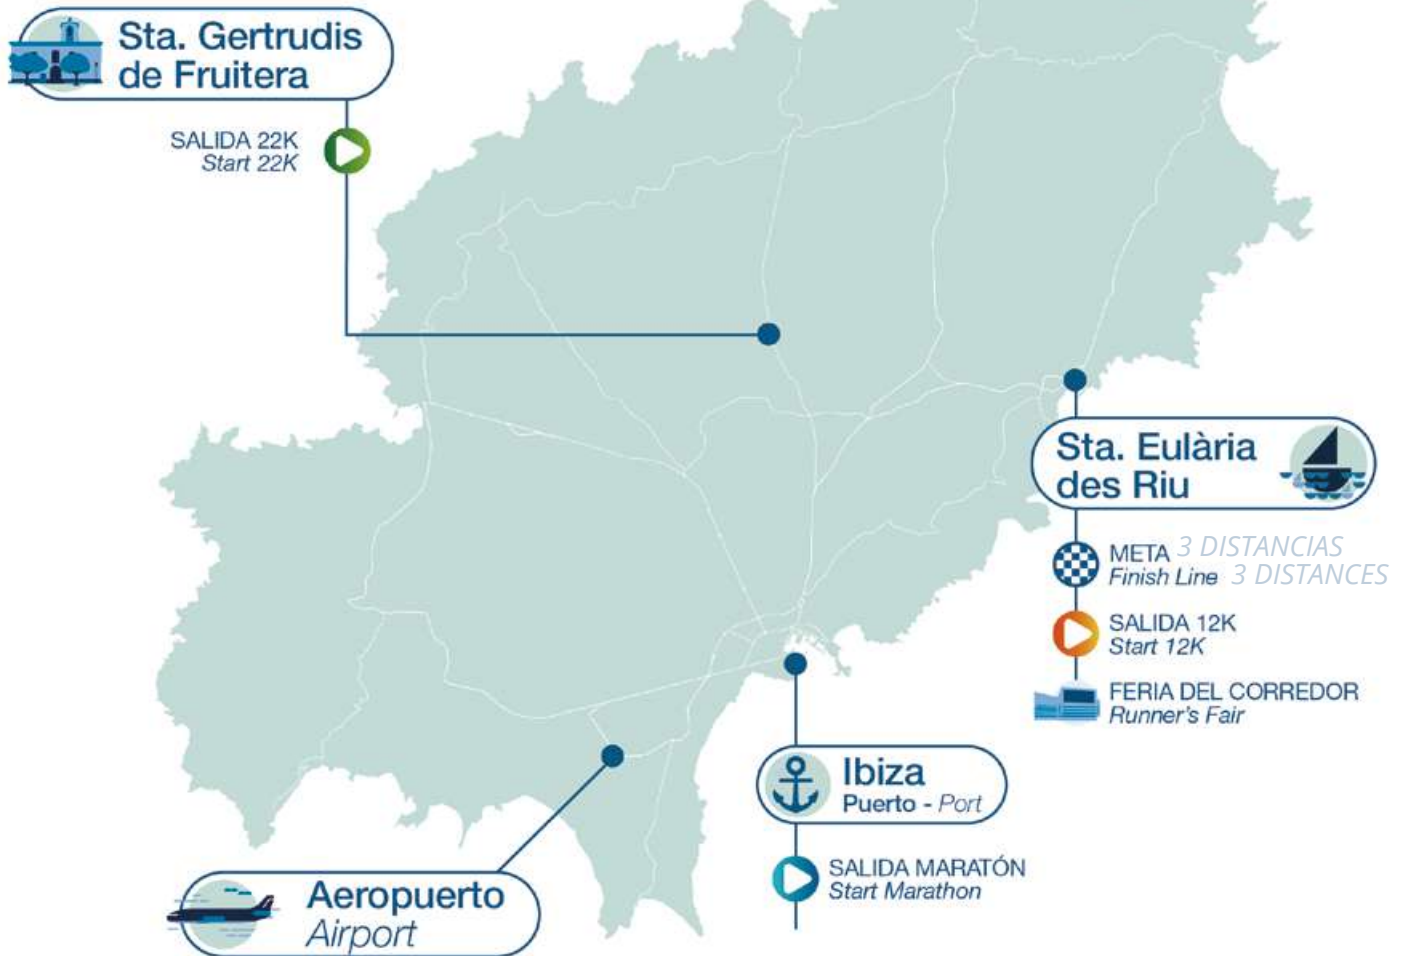 Sta. Gertrudis
de Fruitera
SALIDA 22K
Start 22K
Sta. Eulària
des Riu
META 3 DISTANCIAS
Finish Line 3 DISTANCES
SALIDA 12K
Start 12K
FERIA DEL CORREDOR
Runner's Fair
Ibiza
Puerto - Port
SALIDA MARATÓN
Start Marathon
Aeropuerto
Airport